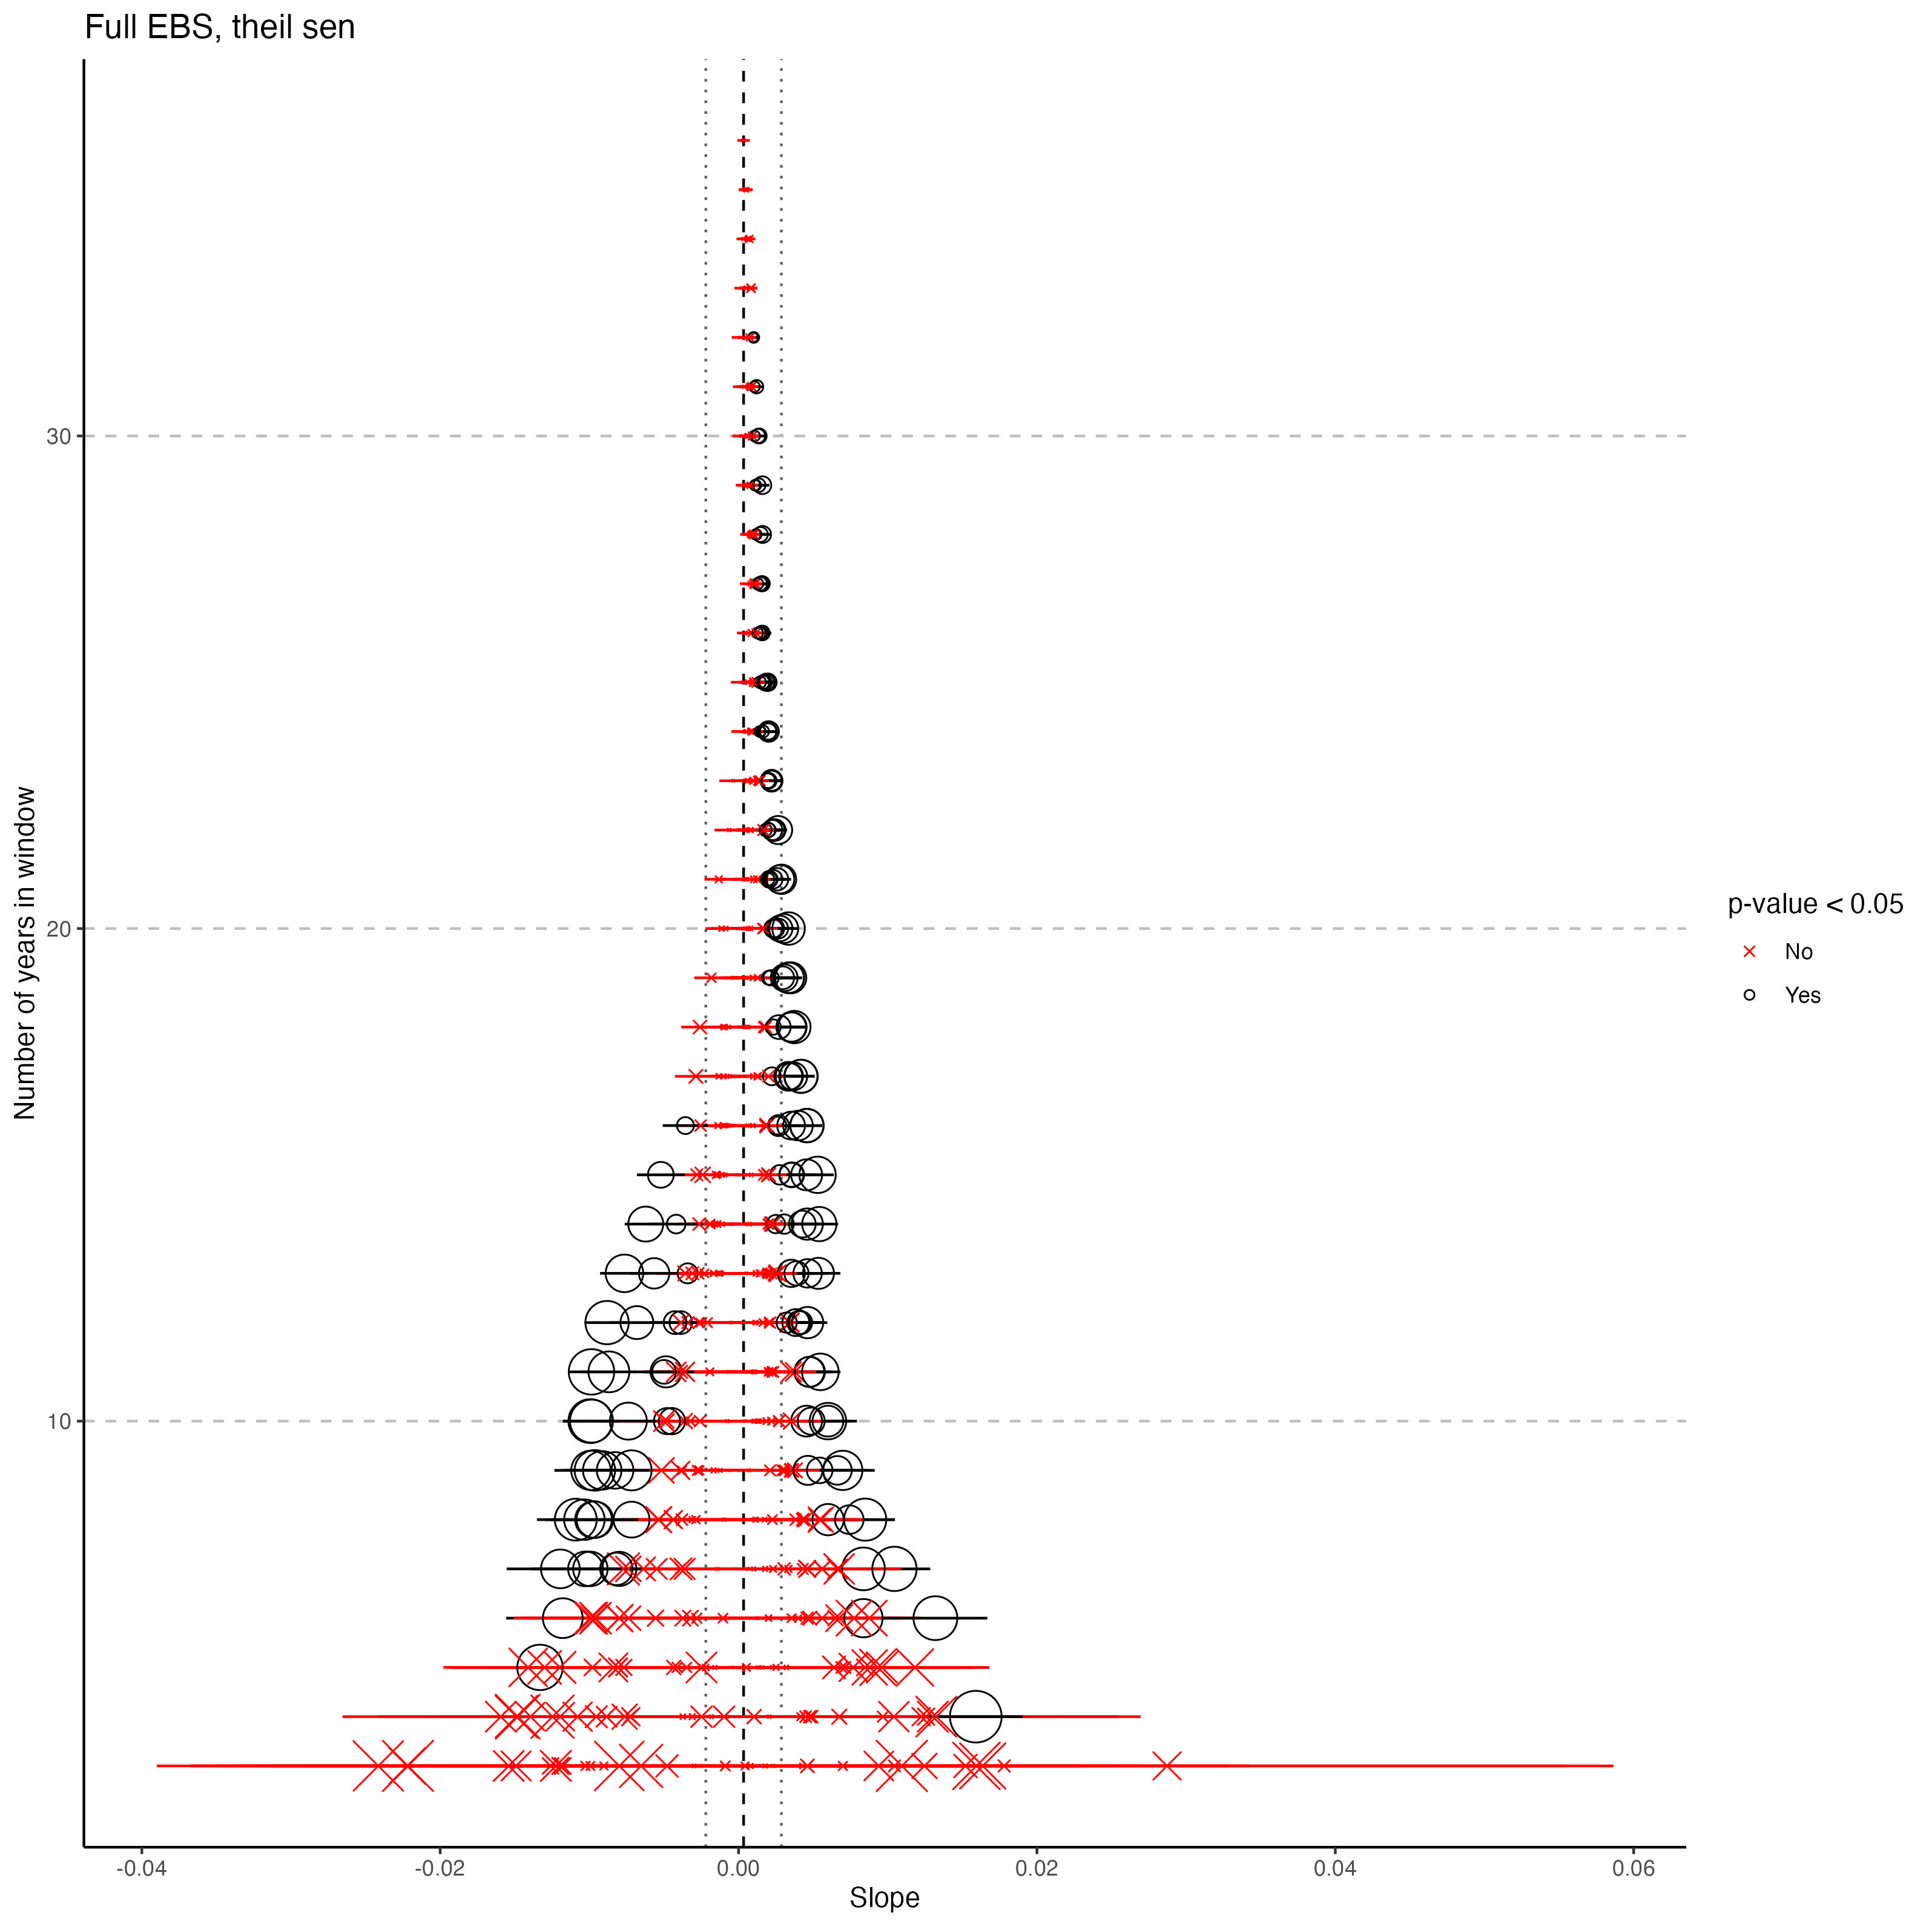 Full EBS, theil sen
30
20
10
Number of years in window
-0.04
-0.02
0.00
0.02
0.04
0.06
Slope
p-value < 0.05
No
Yes